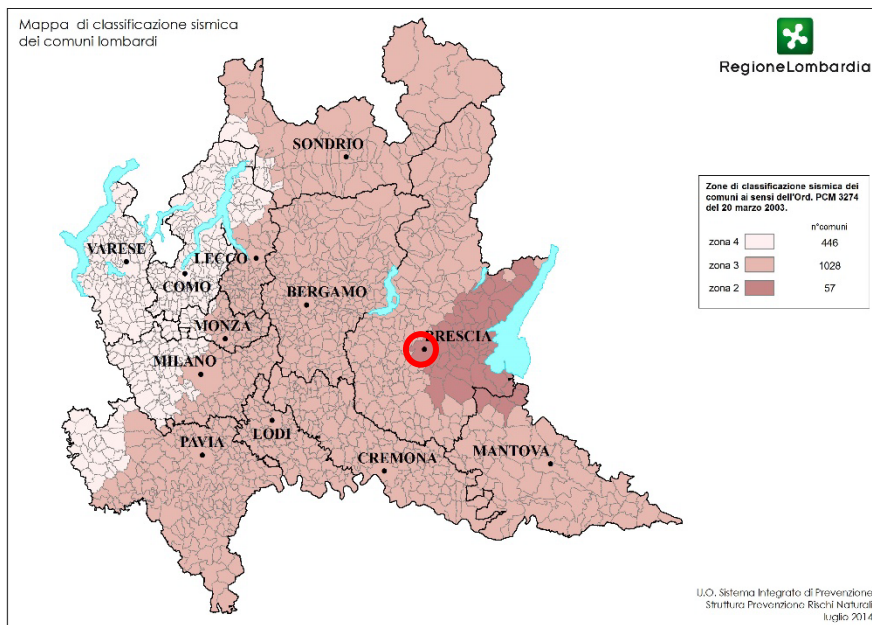 Mappa di classificazione sismica
dei comuni lombardi
RegioneLombardia
SONDRIO
Zone di classificazione sismica dei
comuni ai sensi dell'Ord. PCM 3274
del 20 marzo 2003.
n°comuni
zona 4 446
zona 3 1028
zona 2 57
VARESE
LECCO
COMO
BERGAMO
MONZA
BRESCIA
MILANO
LODI
PAVIA
MANTOVA
CREMONA
U.O. Sistema Integrato di Prevenzione
Struttura Prevenzione Rischi Naturali
luglio 2014